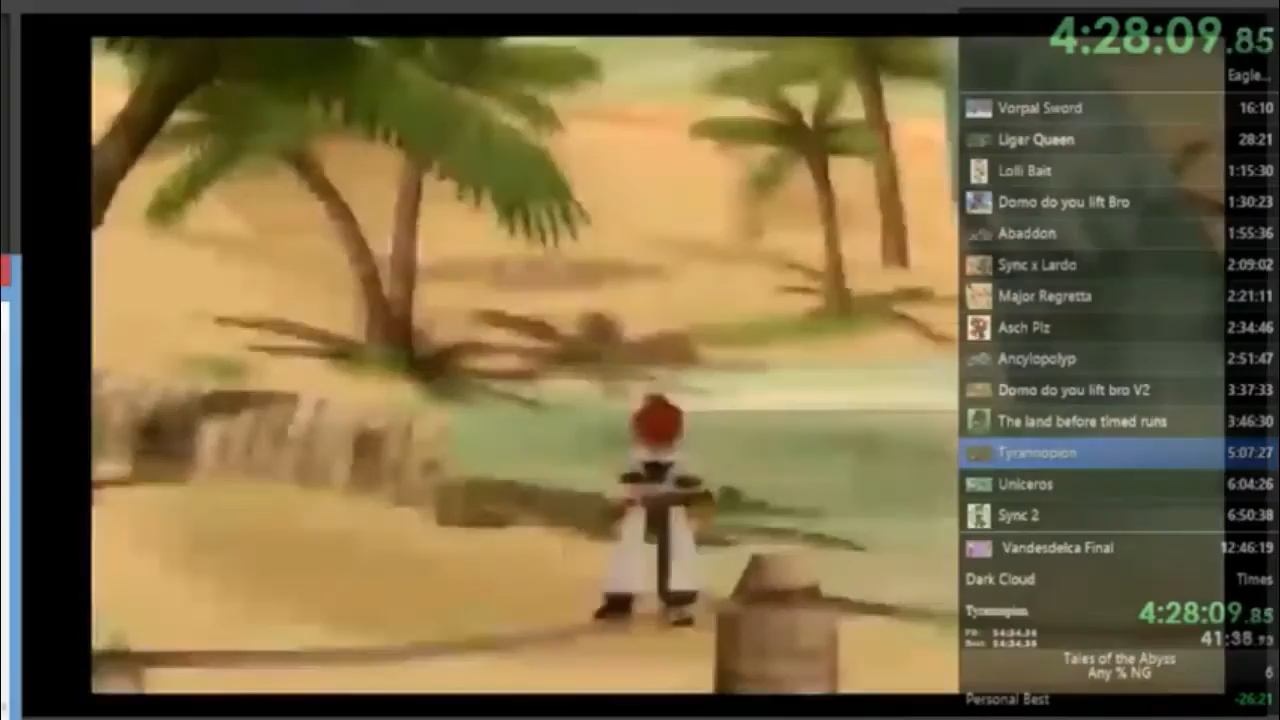 4:28:09.85
Eagle...
Vorpal Sword 16:10
Liger Queen 28:21
Lolli Bait 1:15:30
Domo do you lift Bro 1:30:23
Abaddon 1:55:36
Sync x Lardo 2:09:02
Major Regretta 2:21:11
Asch Plz 2:34:46
Ancylopolyp 2:51:47
Domo do you lift bro V2 3:37:33
The land before timed runs 3:46:30
Tyrannopion 5:07:27
Uniceros 6:04:26
Sync 2 6:50:38
Vandesdelca Final 12:46:19
Dark Cloud Times
Tyrannopion 4:28:09.85
41:38
Tales of the Abyss
Any % NG 6
Personal Best -26:21